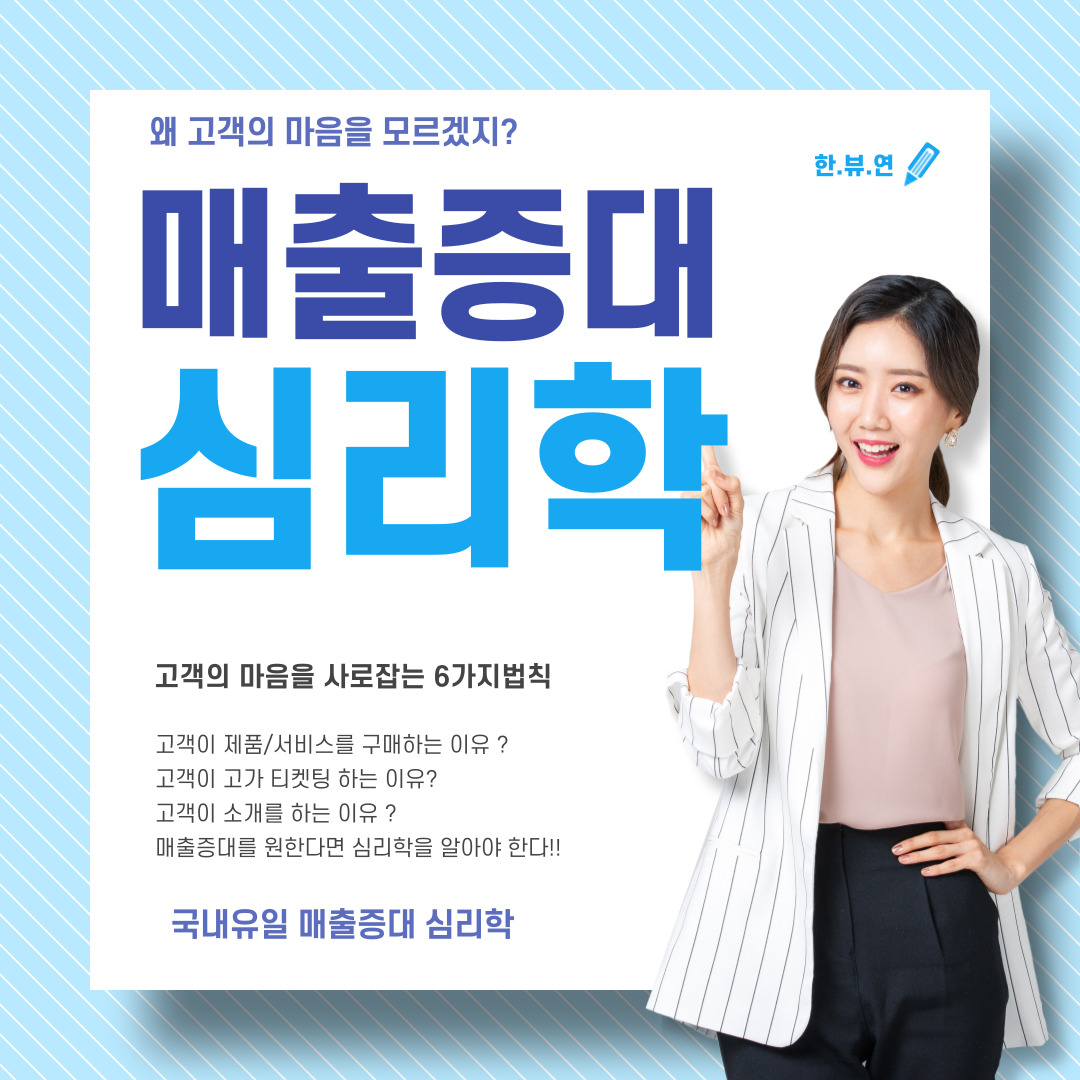 왜 고객의 마음을 모르겠지?
한.뷰.연
매출증대
심리학
고객의 마음을 사로잡는 6가지법칙
고객이 제품/서비스를 구매하는 이유 ?
고객이 고가 티켓팅 하는 이유?
고객이 소개를 하는 이유 ?
매출증대를 원한다면 심리학을 알아야 한다!!
국내유일 매출증대 심리학